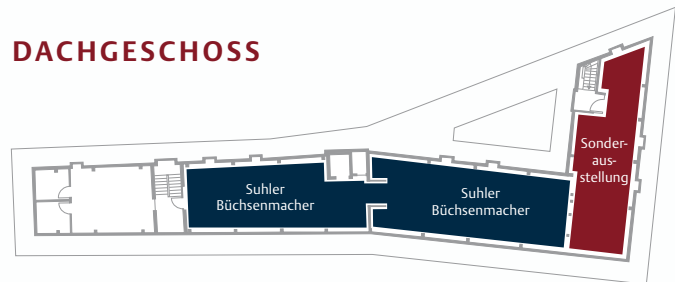 DACHGESCHOSS
Suhler
Büchsenmacher
Suhler
Büchsenmacher
Sonder-
aus-
stellung